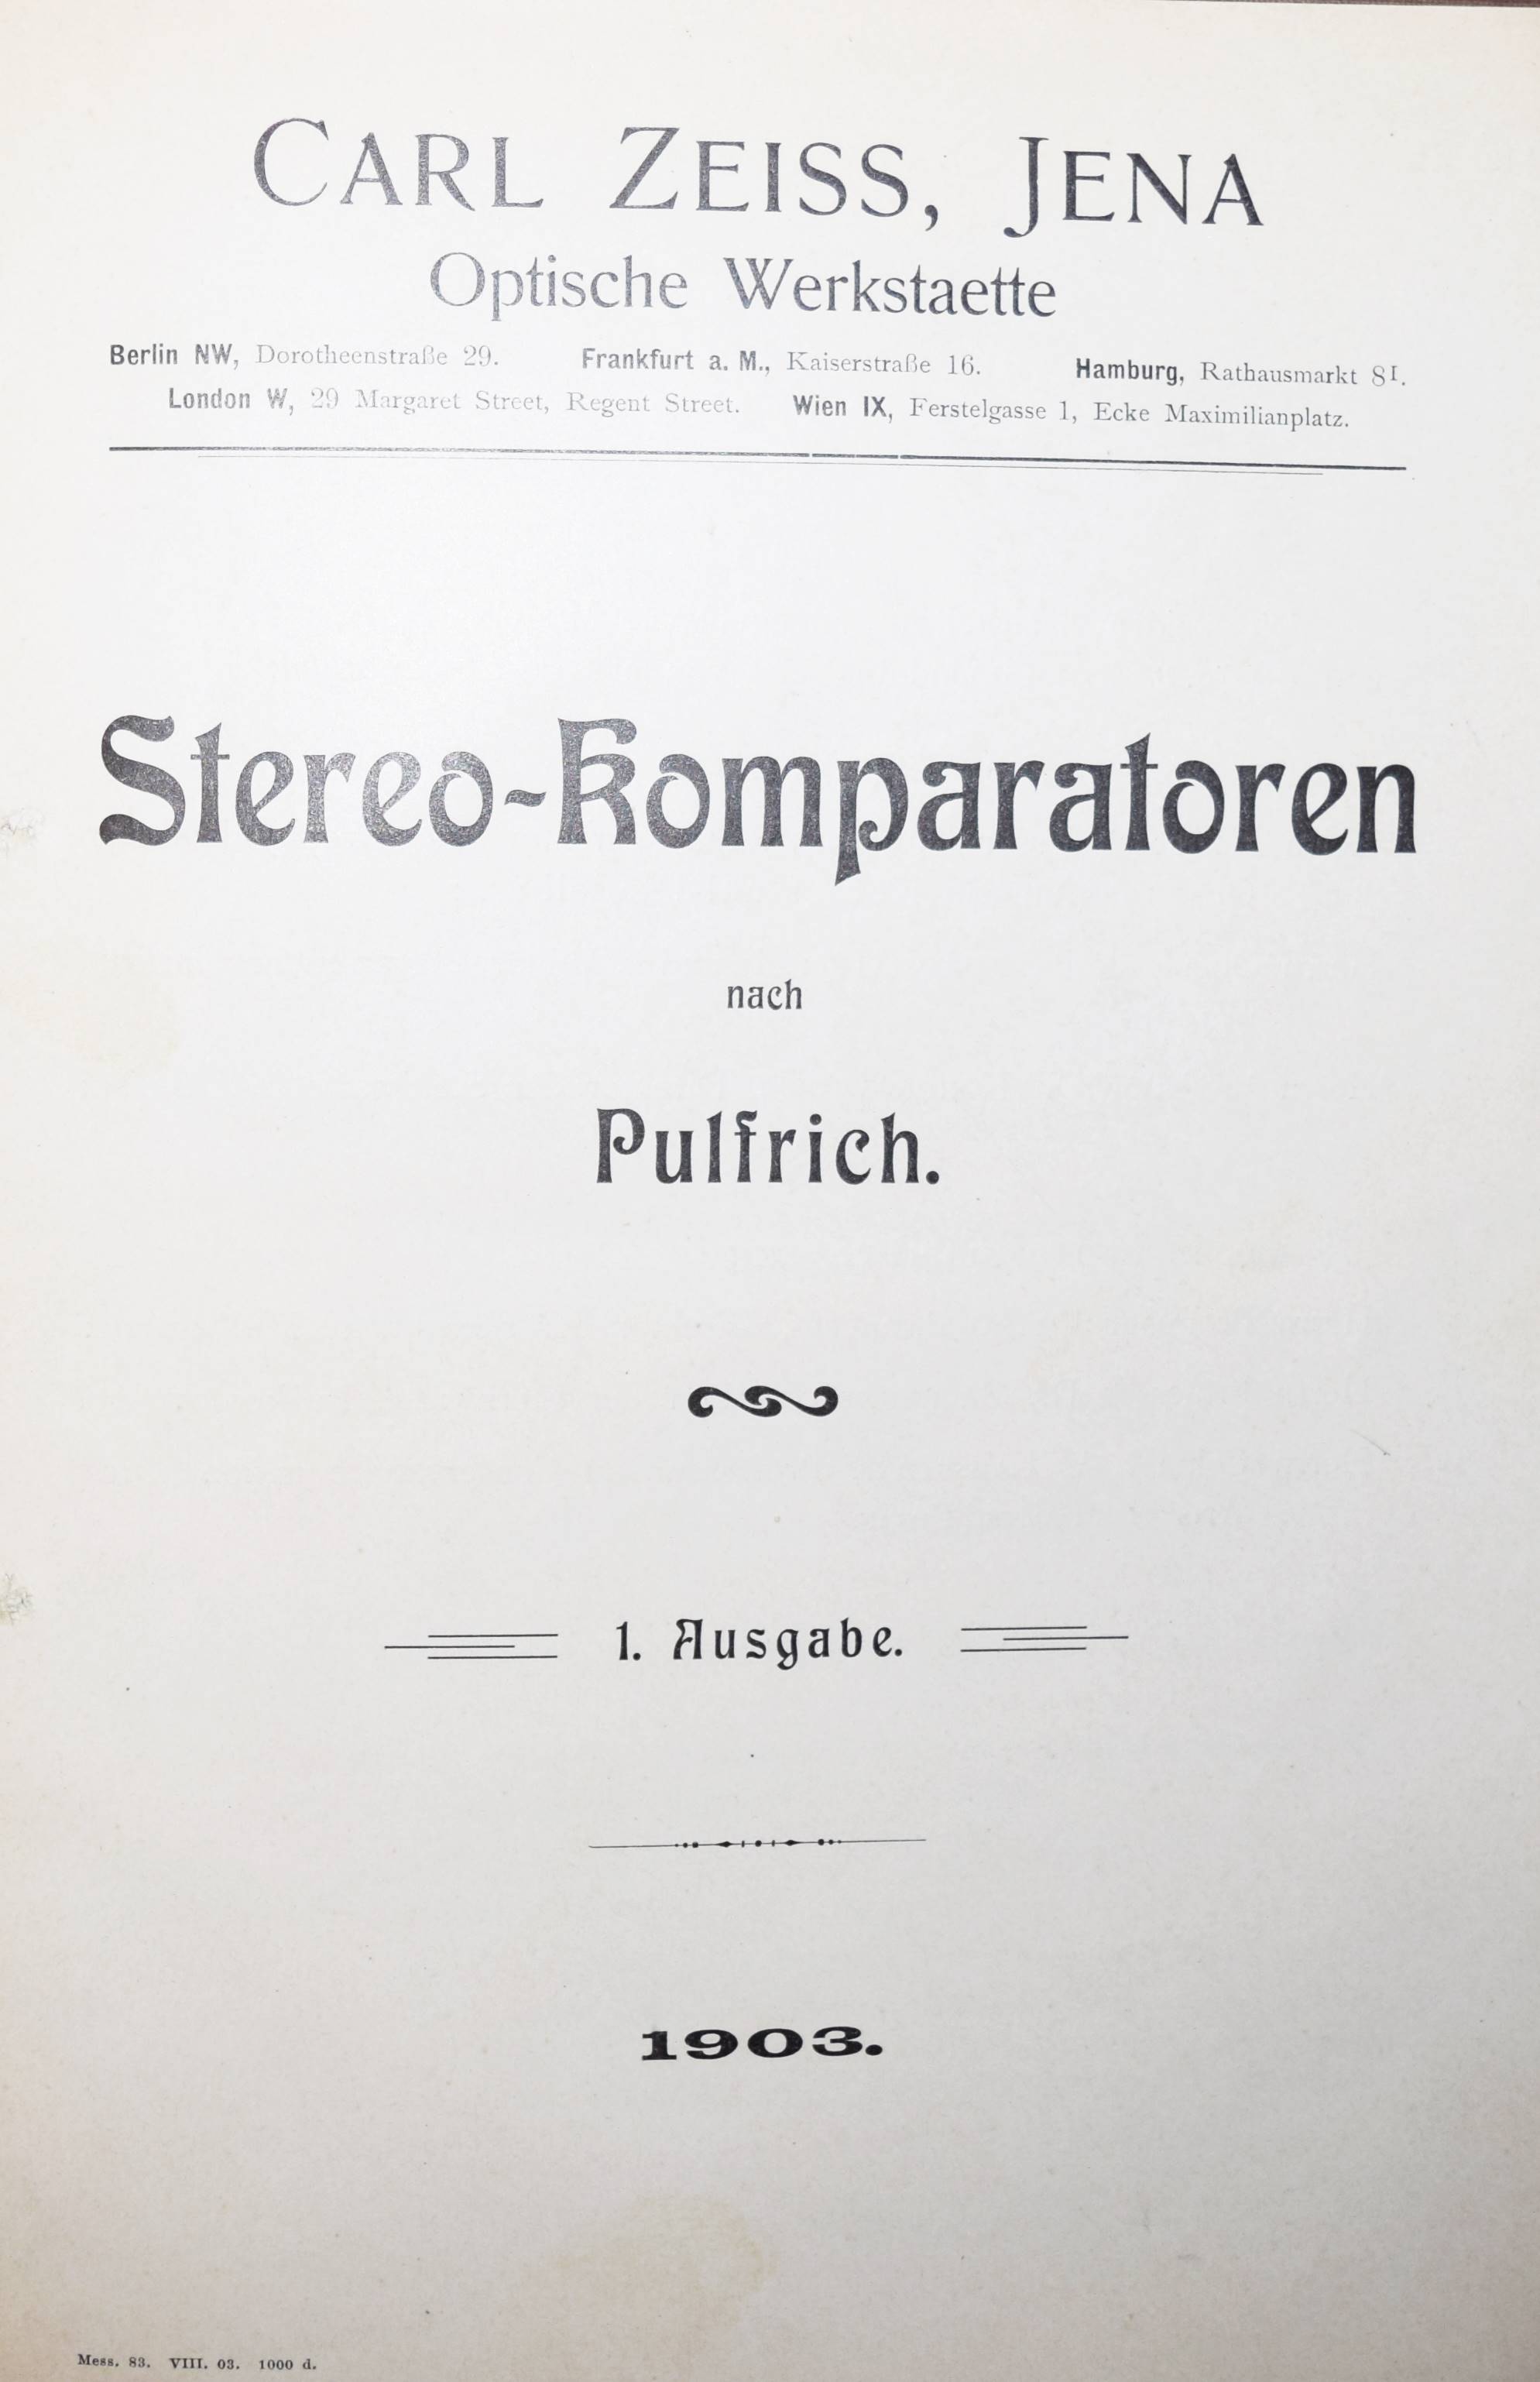 CARL ZEISS, JENA
Optische Werkstaette
Berlin NW, Dorotheenstraße 29. Frankfurt a. M., Kaiserstraße 16. Hamburg, Rathausmarkt 8I.
London W, 29 Margaret Street, Regent Street. Wien IX, Ferstelgasse 1, Ecke Maximilianplatz.
Stereo-Komparatoren
nach
Pulfrich.
1. Ausgabe.
1903.
Mess. 83. VIII. 03. 1000 d.